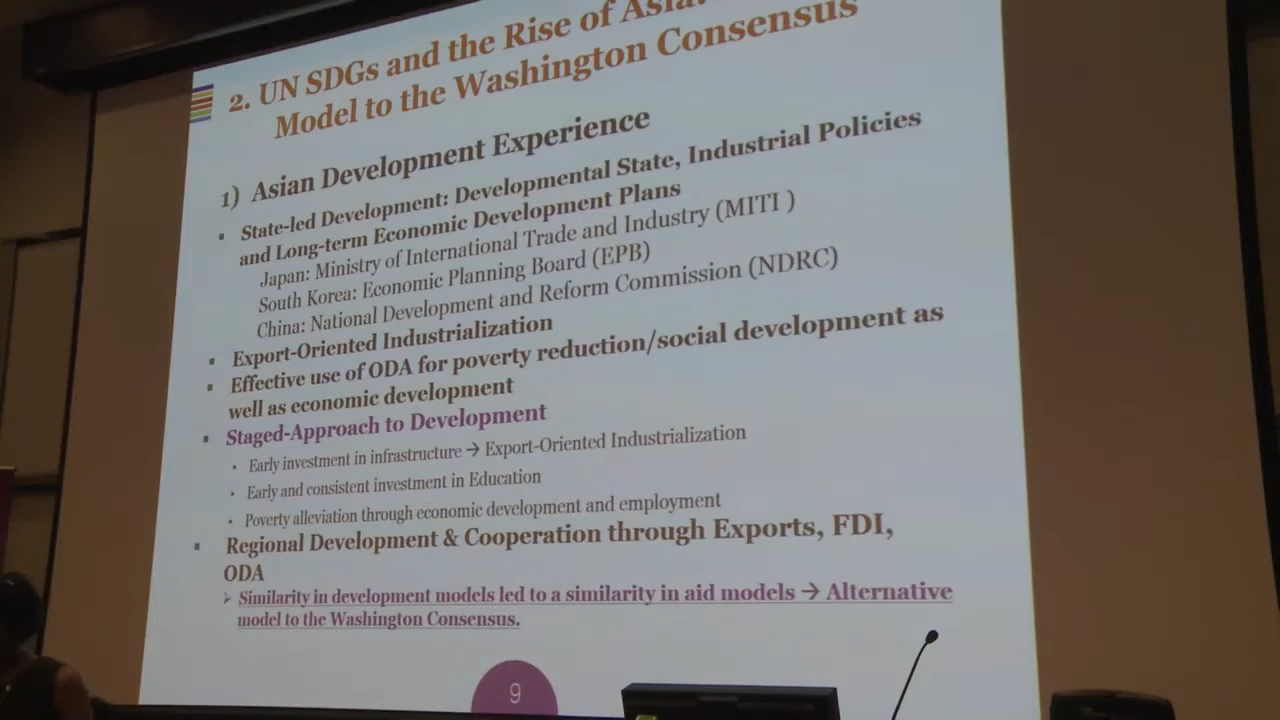 2. UN SDGs and the Rise of Asia:
Model to the Washington Consensus
1) Asian Development Experience
▪ State-led Development: Developmental State, Industrial Policies
and Long-term Economic Development Plans
Japan: Ministry of International Trade and Industry (MITI )
South Korea: Economic Planning Board (EPB)
China: National Development and Reform Commission (NDRC)
▪ Export-Oriented Industrialization
▪ Effective use of ODA for poverty reduction/social development as
well as economic development
▪ Staged-Approach to Development
• Early investment in infrastructure → Export-Oriented Industrialization
• Early and consistent investment in Education
• Poverty alleviation through economic development and employment
▪ Regional Development & Cooperation through Exports, FDI,
ODA
➢ Similarity in development models led to a similarity in aid models → Alternative
model to the Washington Consensus.
9